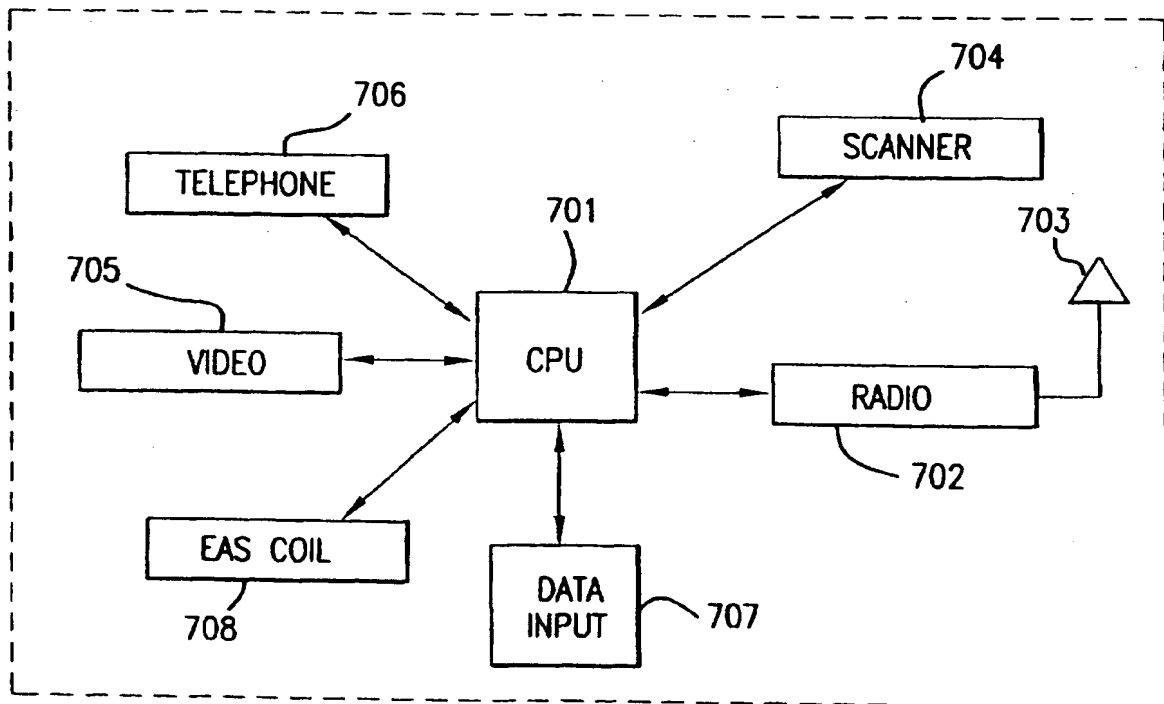 704
706
SCANNER
TELEPHONE
701
703
705
VIDEO
CPU
RADIO
702
EAS COIL
708
DATA
INPUT
707